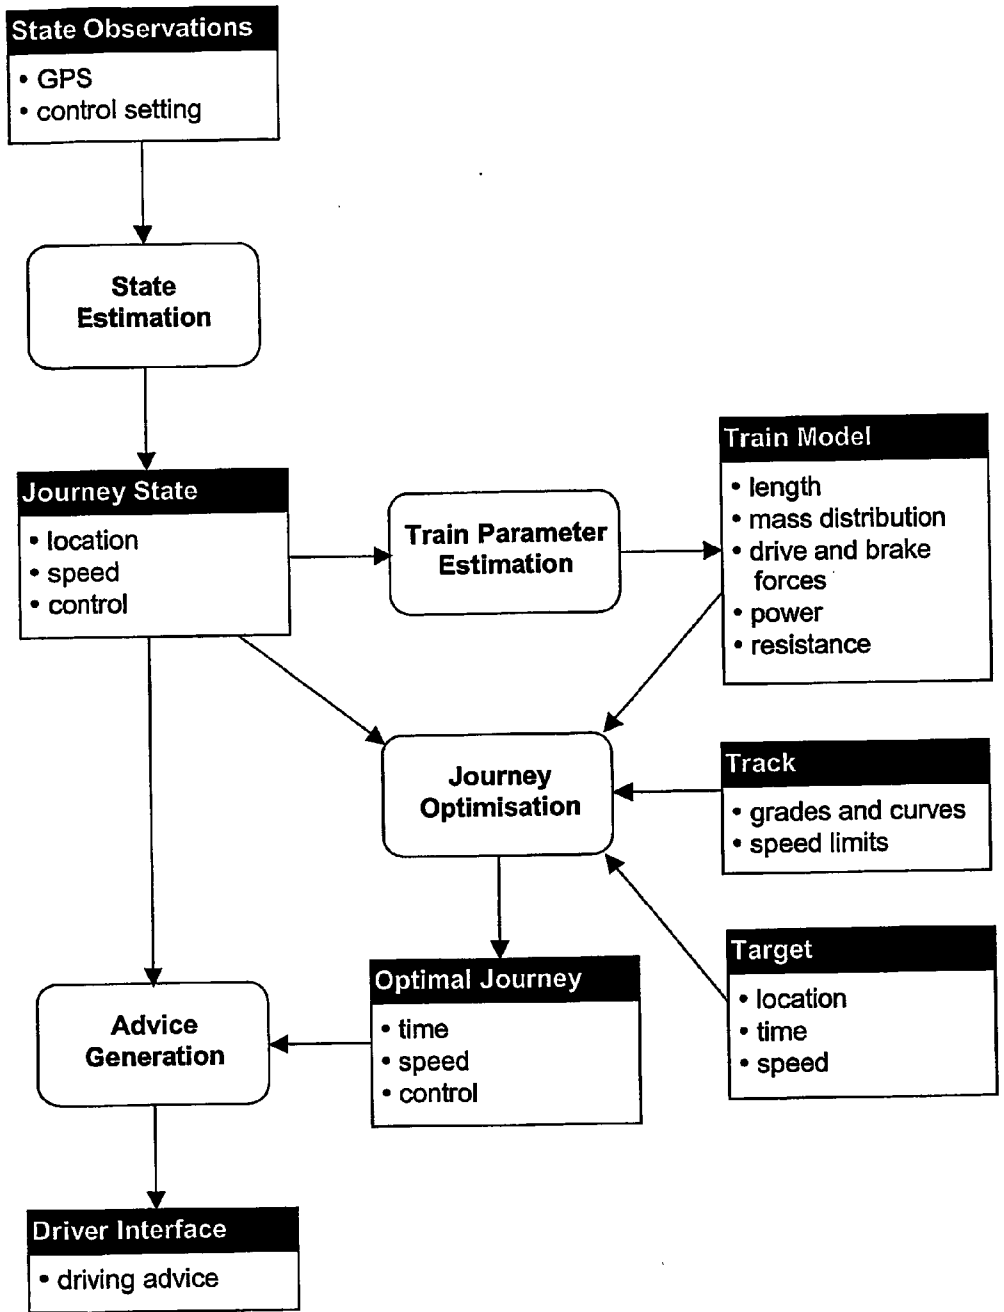 State Observations
• GPS
• control setting
State
Estimation
Journey State
• location
• speed
• control
Train Parameter
Estimation
Train Model
• length
• mass distribution
• drive and brake
forces
• power
• resistance
Journey
Optimisation
Track
• grades and curves
• speed limits
Target
• location
• time
• speed
Optimal Journey
• time
• speed
• control
Advice
Generation
Driver Interface
• driving advice